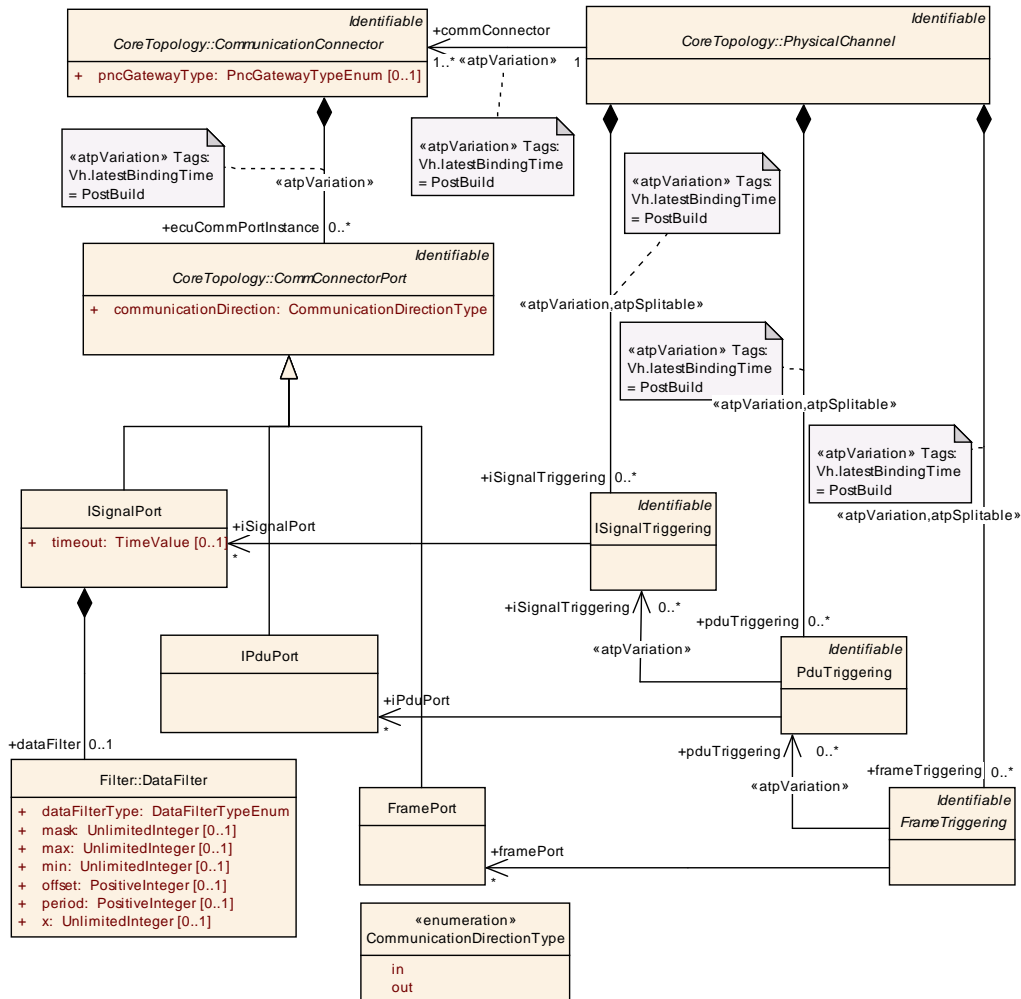 Identifiable
CoreTopology::CommunicationConnector
+ pncGatewayType: PncGatewayTypeEnum [0..1]
+commConnector
1..*
«atpVariation»
1
Identifiable
CoreTopology::PhysicalChannel
«atpVariation» Tags:
Vh.latestBindingTime
= PostBuild
«atpVariation» Tags:
Vh.latestBindingTime
= PostBuild
«atpVariation» Tags:
Vh.latestBindingTime
= PostBuild
«atpVariation»
+ecuCommPortInstance 0..*
Identifiable
CoreTopology::CommConnectorPort
+ communicationDirection: CommunicationDirectionType
«atpVariation,atpSplitable»
«atpVariation» Tags:
Vh.latestBindingTime
= PostBuild
«atpVariation,atpSplitable»
«atpVariation» Tags:
Vh.latestBindingTime
= PostBuild
«atpVariation,atpSplitable»
+iSignalTriggering 0..*
ISignalPort
+ timeout: TimeValue [0..1]
+iSignalPort
*
Identifiable
ISignalTriggering
+iSignalTriggering 0..*
«atpVariation»
+pduTriggering 0..*
IPduPort
+iPduPort
*
Identifiable
PduTriggering
+pduTriggering 0..*
«atpVariation»
+frameTriggering 0..*
+dataFilter 0..1
Filter::DataFilter
+ dataFilterType: DataFilterTypeEnum
+ mask: UnlimitedInteger [0..1]
+ max: UnlimitedInteger [0..1]
+ min: UnlimitedInteger [0..1]
+ offset: PositiveInteger [0..1]
+ period: PositiveInteger [0..1]
+ x: UnlimitedInteger [0..1]
FramePort
+framePort
*
Identifiable
FrameTriggering
«enumeration»
CommunicationDirectionType
in
out